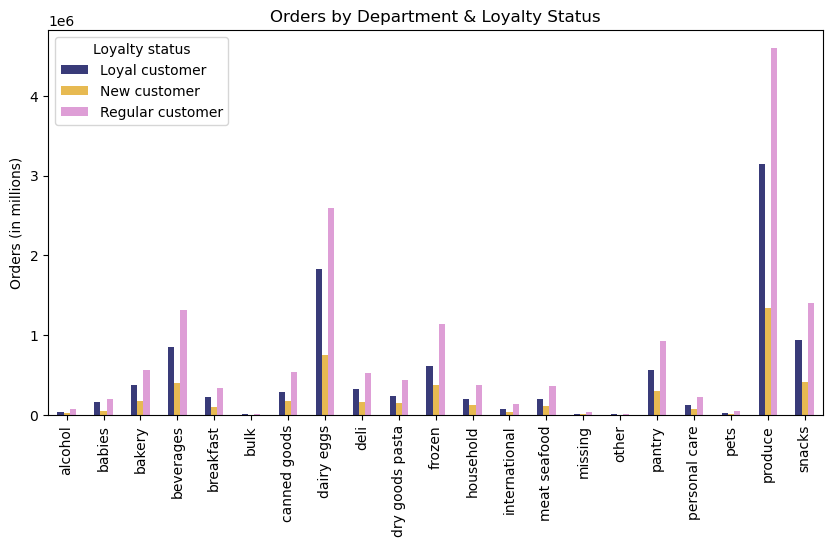 Orders by Department & Loyalty Status
1e6
Loyalty status
Loyal customer
New customer
Regular customer
Orders (in millions)
4
3
2
1
0
alcohol
babies
bakery
beverages
breakfast
bulk
canned goods
dairy eggs
deli
dry goods pasta
frozen
household
international
meat seafood
missing
other
pantry
personal care
pets
produce
snacks